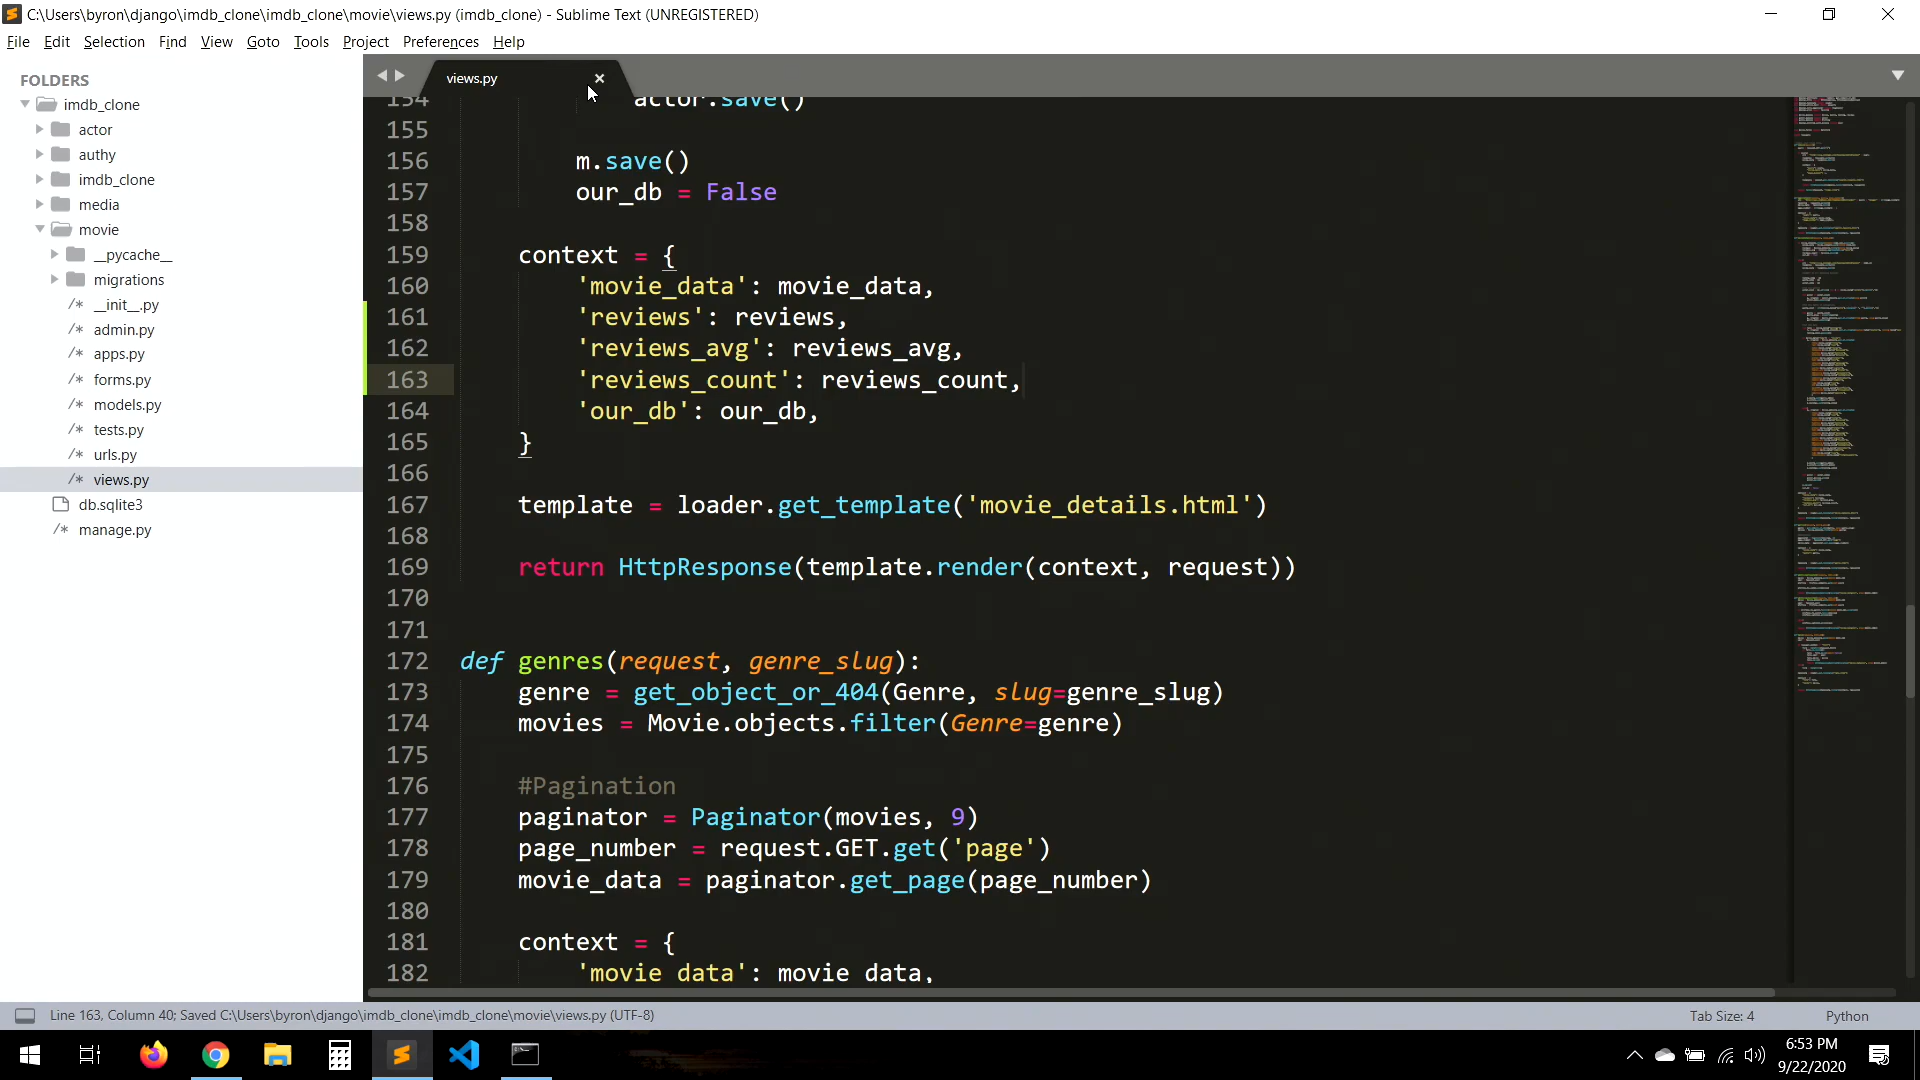 C:\Users\byron\django\imdb_clone\imdb_clone\movie\views.py (imdb_clone) - Sublime Text (UNREGISTERED)
File Edit Selection Find View Goto Tools Project Preferences Help
FOLDERS
imdb_clone
actor
authy
imdb_clone
media
movie
__pycache__
migrations
/* __init__.py
/* admin.py
/* apps.py
/* forms.py
/* models.py
/* tests.py
/* urls.py
/* views.py
db.sqlite3
/* manage.py
views.py
154 actor.save()
155
156 m.save()
157 our_db = False
158
159 context = {
160 'movie_data': movie_data,
161 'reviews': reviews,
162 'reviews_avg': reviews_avg,
163 'reviews_count': reviews_count,
164 'our_db': our_db,
165 }
166
167 template = loader.get_template('movie_details.html')
168
169 return HttpResponse(template.render(context, request))
170
171
172 def genres(request, genre_slug):
173 genre = get_object_or_404(Genre, slug=genre_slug)
174 movies = Movie.objects.filter(Genre=genre)
175
176 #Pagination
177 paginator = Paginator(movies, 9)
178 page_number = request.GET.get('page')
179 movie_data = paginator.get_page(page_number)
180
181 context = {
182 'movie_data': movie_data,
Line 163, Column 40; Saved C:\Users\byron\django\imdb_clone\imdb_clone\movie\views.py (UTF-8)
Tab Size: 4
Python
6:53 PM
9/22/2020